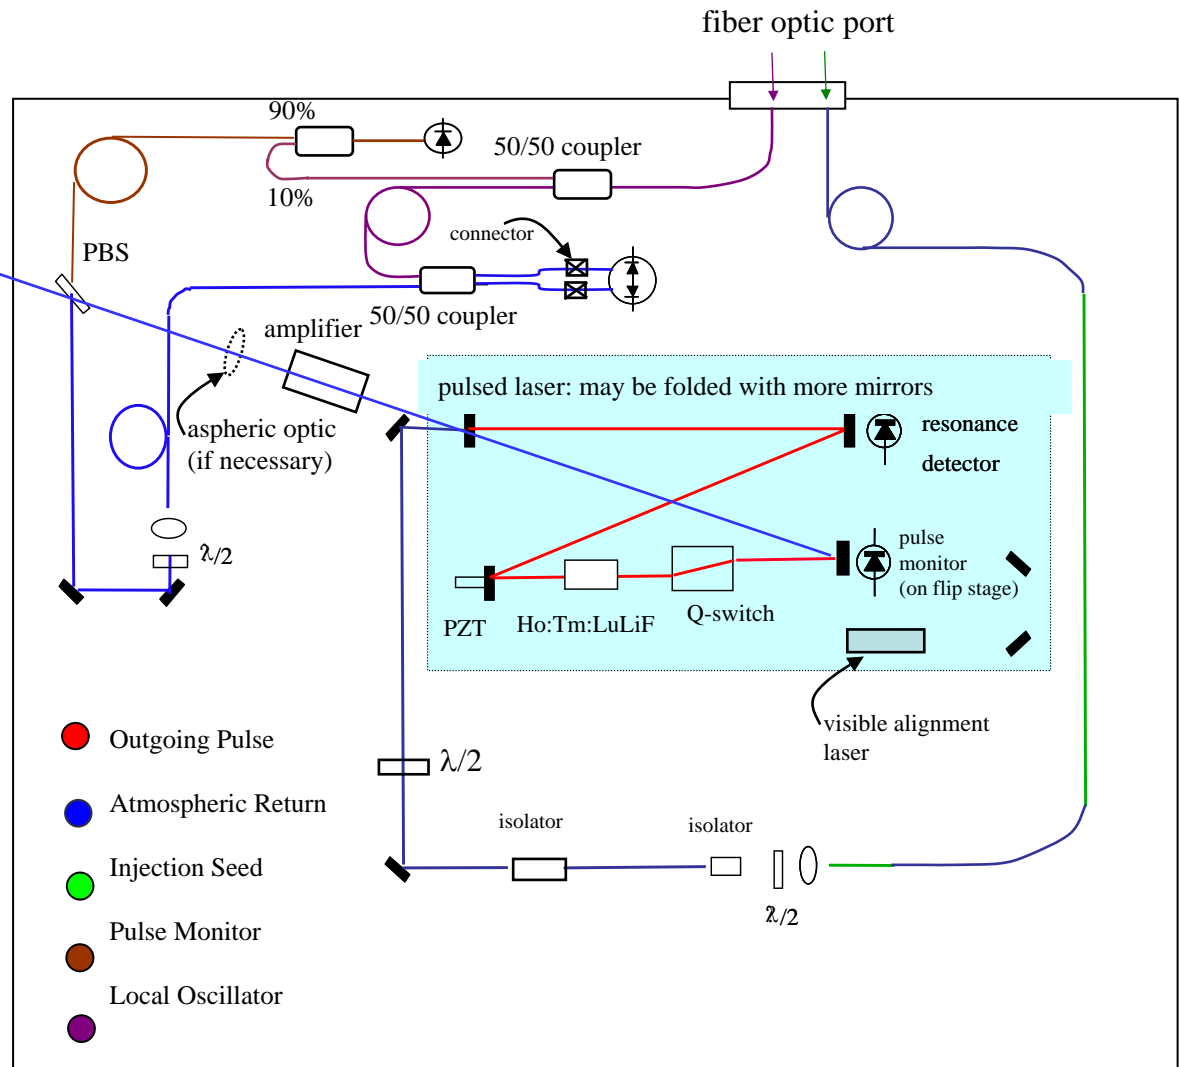 fiber optic port
90%
50/50 coupler
10%
connector
PBS
50/50 coupler
amplifier
pulsed laser: may be folded with more mirrors
aspheric optic
(if necessary)
resonance
detector
λ/2
pulse
monitor
(on flip stage)
PZT
Ho:Tm:LuLiF
Q-switch
visible alignment
laser
Outgoing Pulse
λ/2
Atmospheric Return
isolator
isolator
Injection Seed
λ/2
Pulse Monitor
Local Oscillator